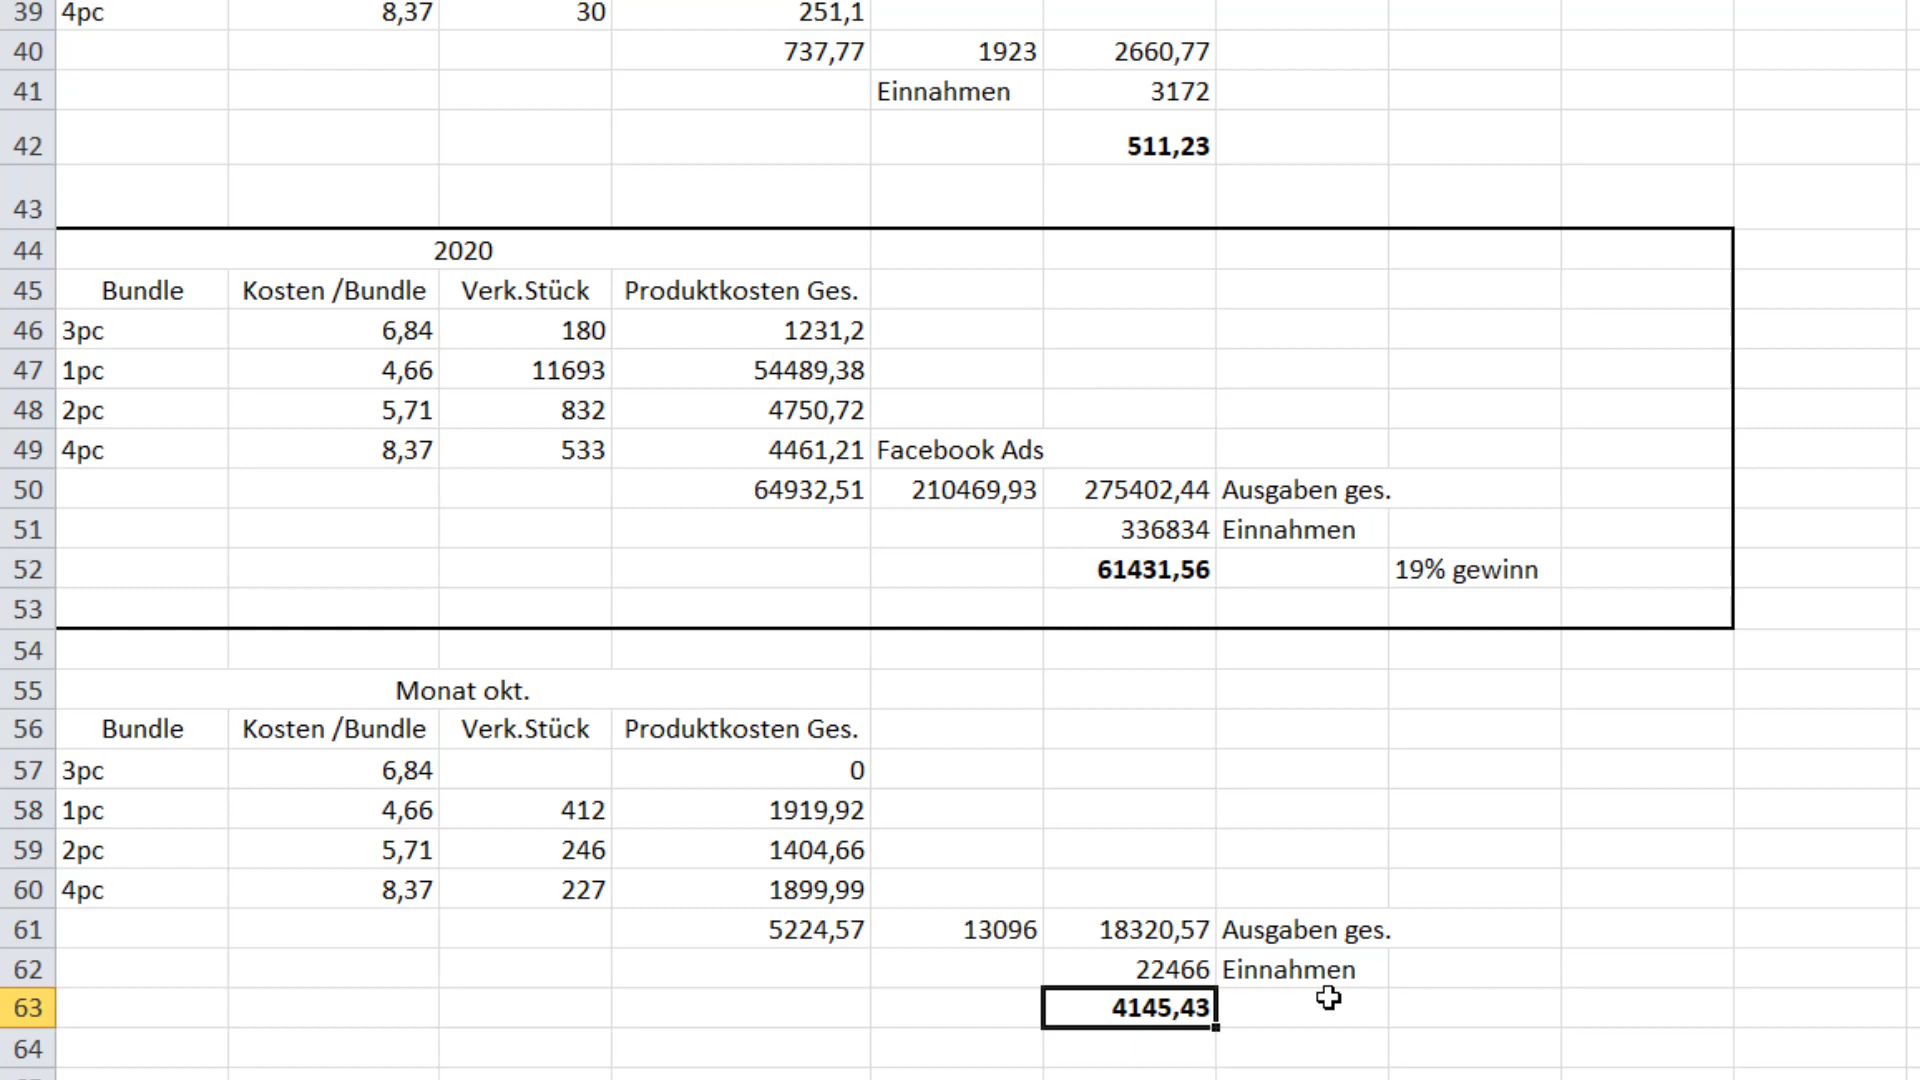 39 4pc 8,37 30 251,1
40 737,77 1923 2660,77
41 Einnahmen 3172
42 511,23
43
44 2020
45 Bundle Kosten /Bundle Verk.Stück Produktkosten Ges.
46 3pc 6,84 180 1231,2
47 1pc 4,66 11693 54489,38
48 2pc 5,71 832 4750,72
49 4pc 8,37 533 4461,21 Facebook Ads
50 64932,51 210469,93 275402,44 Ausgaben ges.
51 336834 Einnahmen
52 61431,56 19% gewinn
53
54
55 Monat okt.
56 Bundle Kosten /Bundle Verk.Stück Produktkosten Ges.
57 3pc 6,84 0
58 1pc 4,66 412 1919,92
59 2pc 5,71 246 1404,66
60 4pc 8,37 227 1899,99
61 5224,57 13096 18320,57 Ausgaben ges.
62 22466 Einnahmen
63 4145,43
64